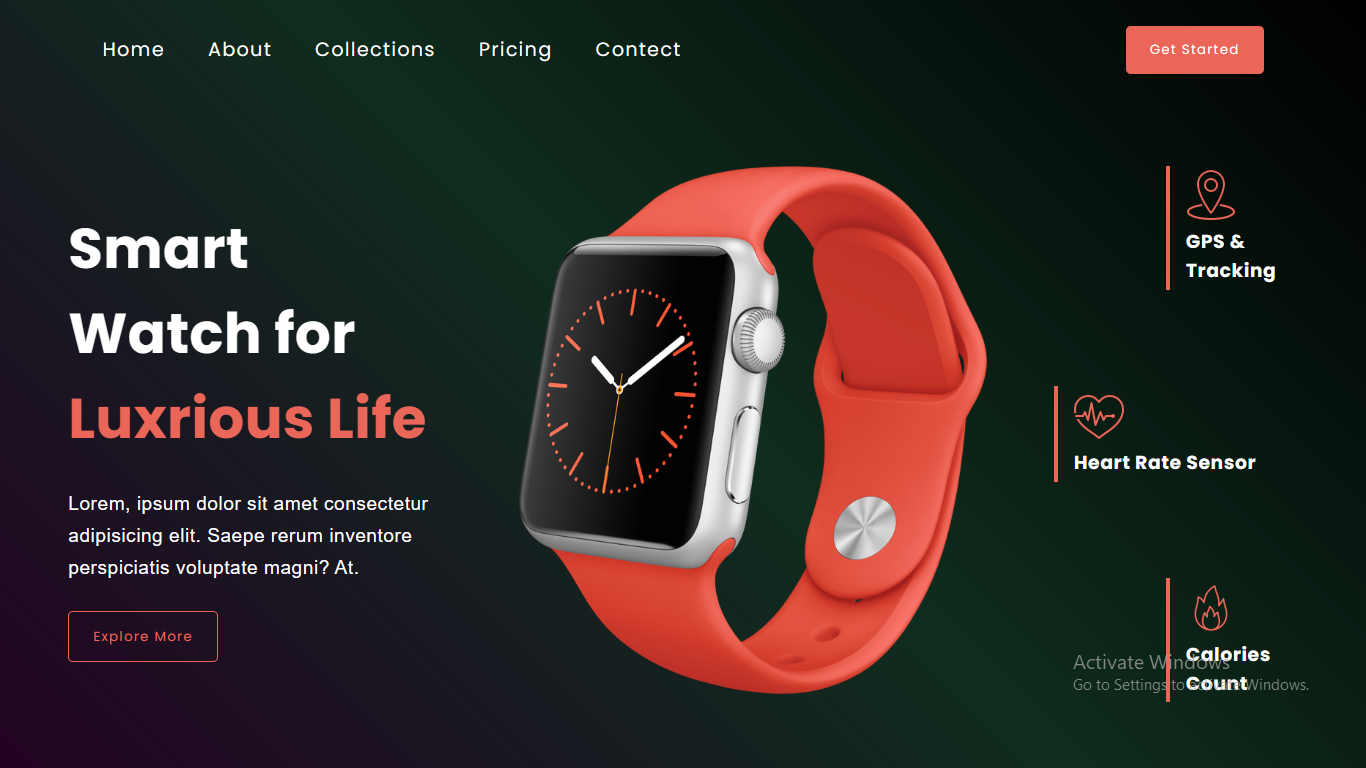 Home About Collections Pricing Contect
Get Started
Smart
Watch for
Luxrious Life
Lorem, ipsum dolor sit amet consectetur
adipisicing elit. Saepe rerum inventore
perspiciatis voluptate magni? At.
Explore More
GPS &
Tracking
Heart Rate Sensor
Calories
Count
Activate Windows
Go to Settings to activate Windows.